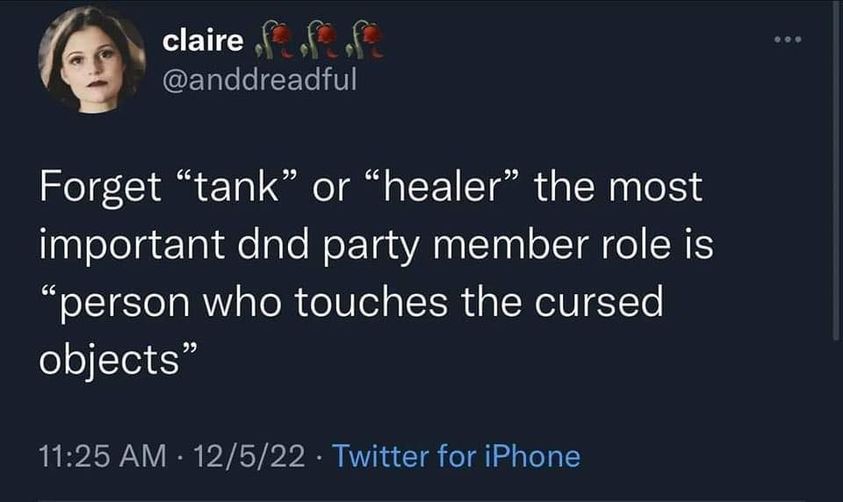 claire 🥀🥀🥀
@anddreadful
Forget “tank” or “healer” the most
important dnd party member role is
“person who touches the cursed
objects”
11:25 AM · 12/5/22 · Twitter for iPhone